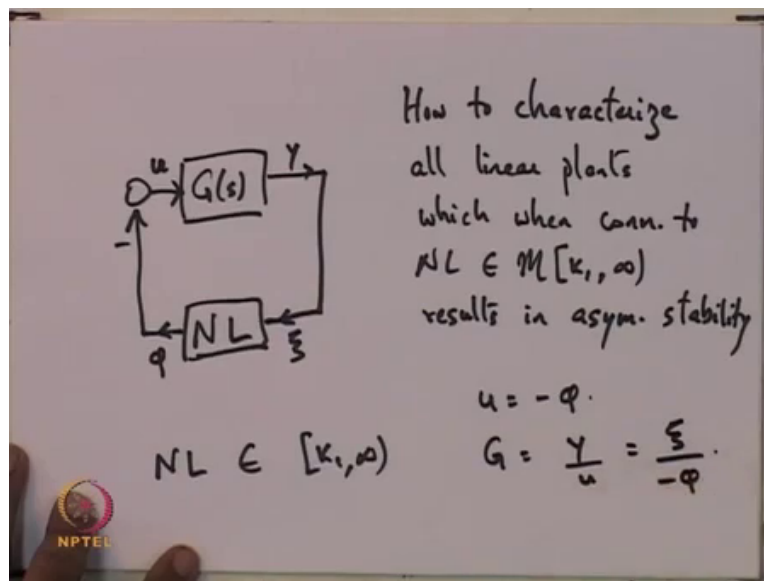 How to characterize
all linear plants
which when conn. to
NL ∈ M[K₁,∞)
results in asym. stability
u
G(s)
y
-
NL
φ
ξ
u = -φ.
NL ∈ [K₁,∞)
G = y/u = ξ/-φ.
NPTEL